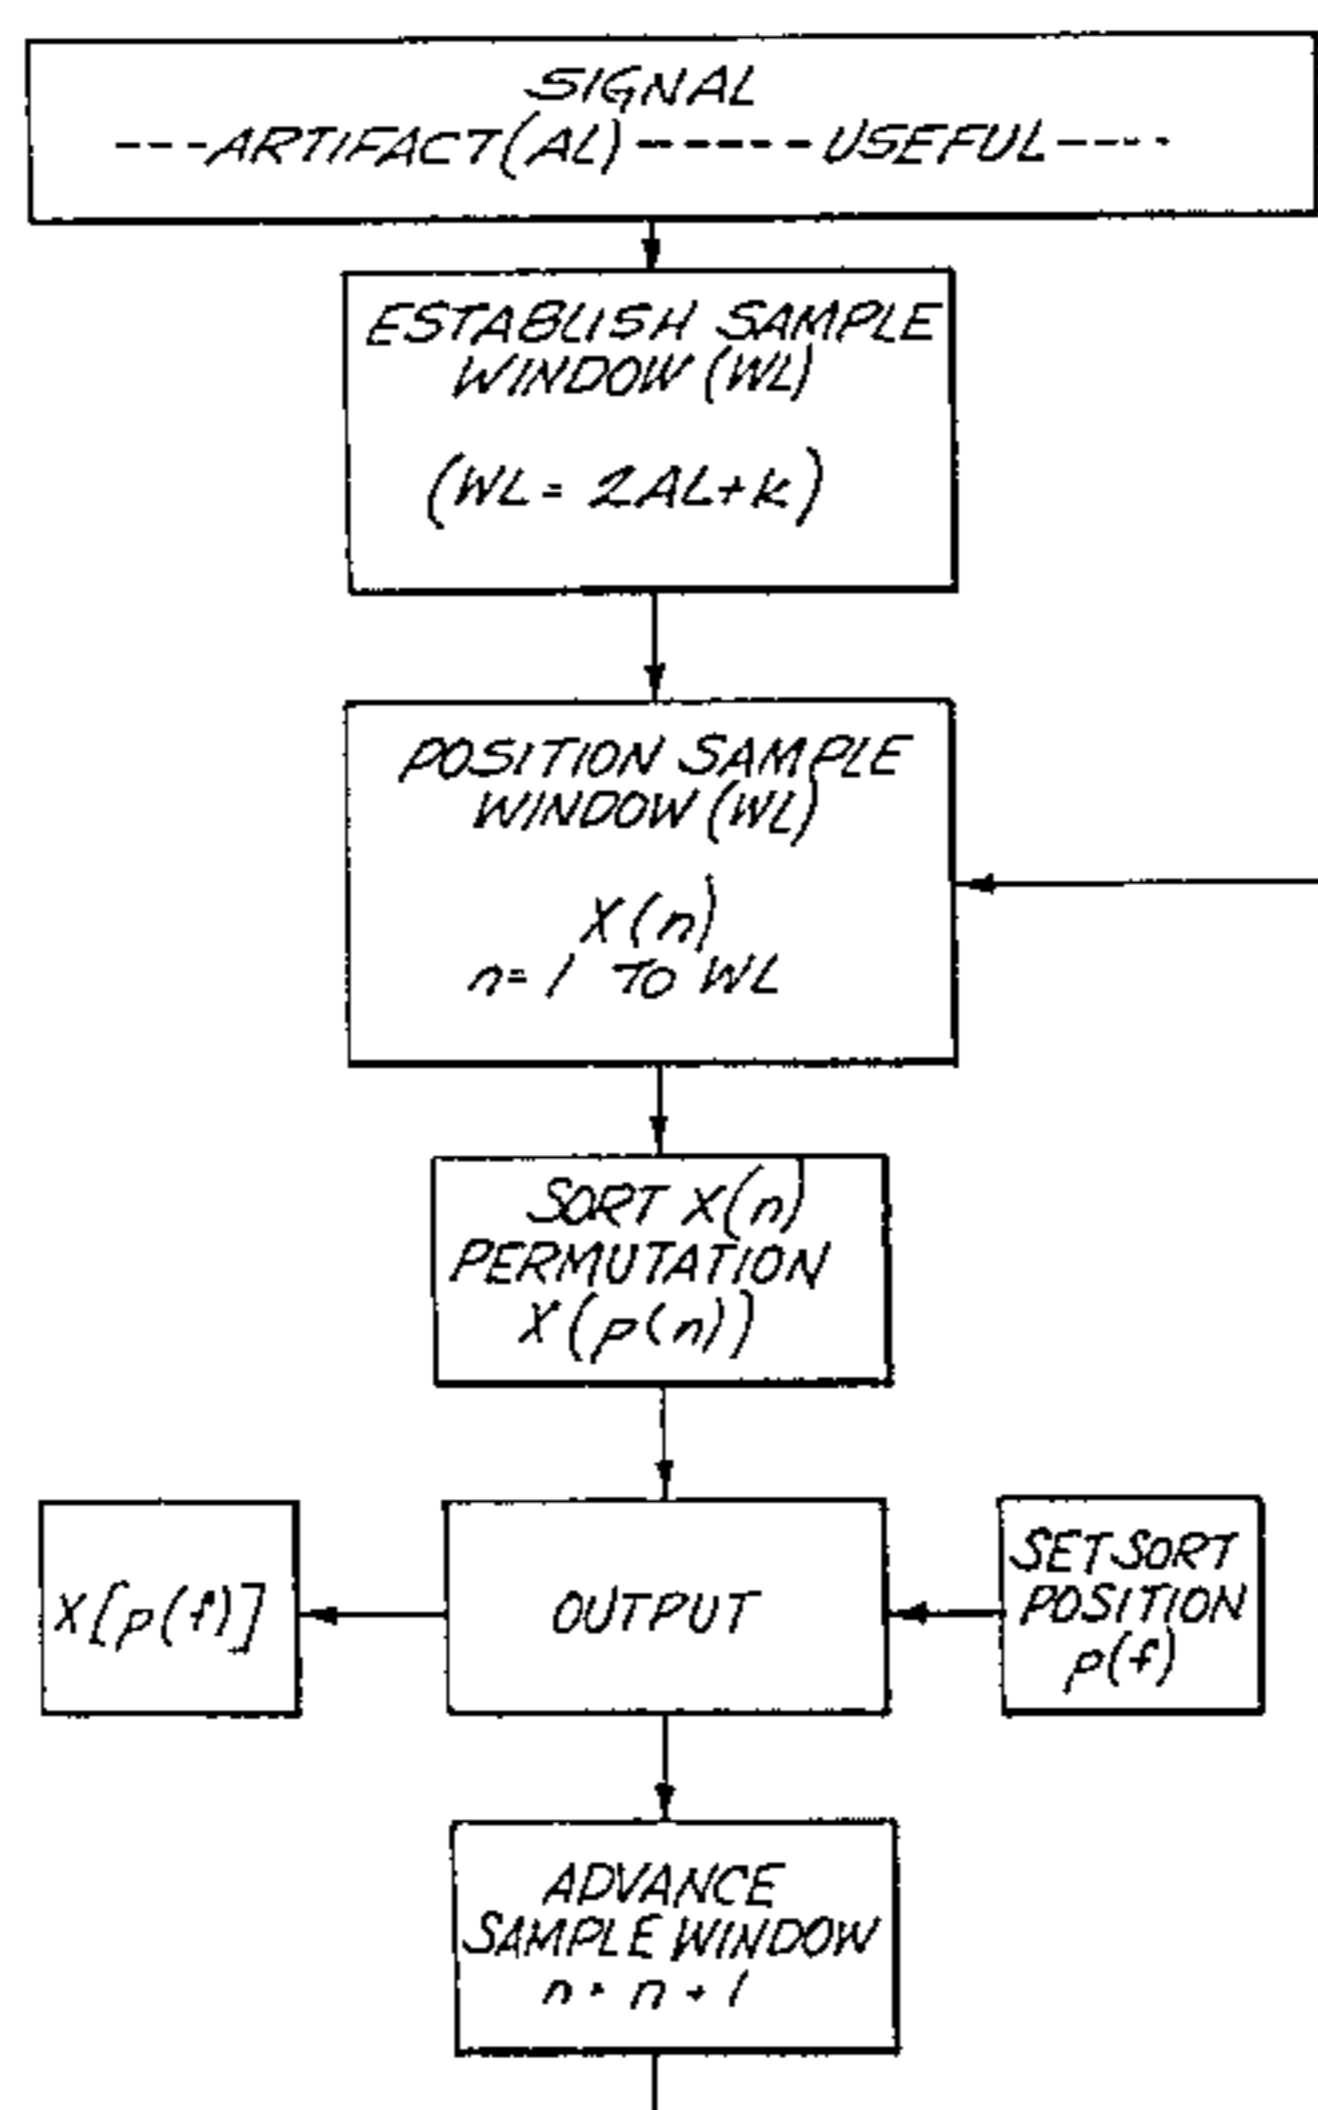 SIGNAL
---ARTIFACT(AL)------USEFUL----
ESTABLISH SAMPLE
WINDOW (WL)
(WL = 2AL+k)
POSITION SAMPLE
WINDOW (WL)
X(n)
n=1 TO WL
SORT X(n)
PERMUTATION
X(p(n))
X[p(f)]
OUTPUT
SET SORT
POSITION
p(f)
ADVANCE
SAMPLE WINDOW
n = n + 1